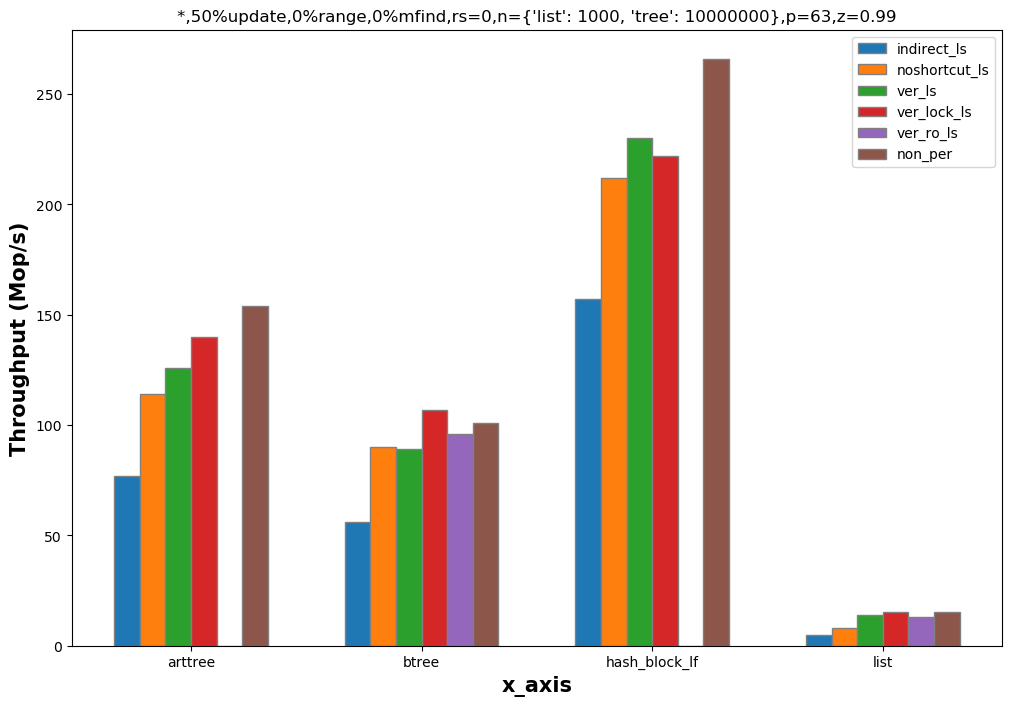 *,50%update,0%range,0%mfind,rs=0,n={'list': 1000, 'tree': 10000000},p=63,z=0.99
indirect_ls
noshortcut_ls
ver_ls
ver_lock_ls
ver_ro_ls
non_per
Throughput (Mop/s)
250
200
150
100
50
0
arttree
btree
hash_block_lf
list
x_axis